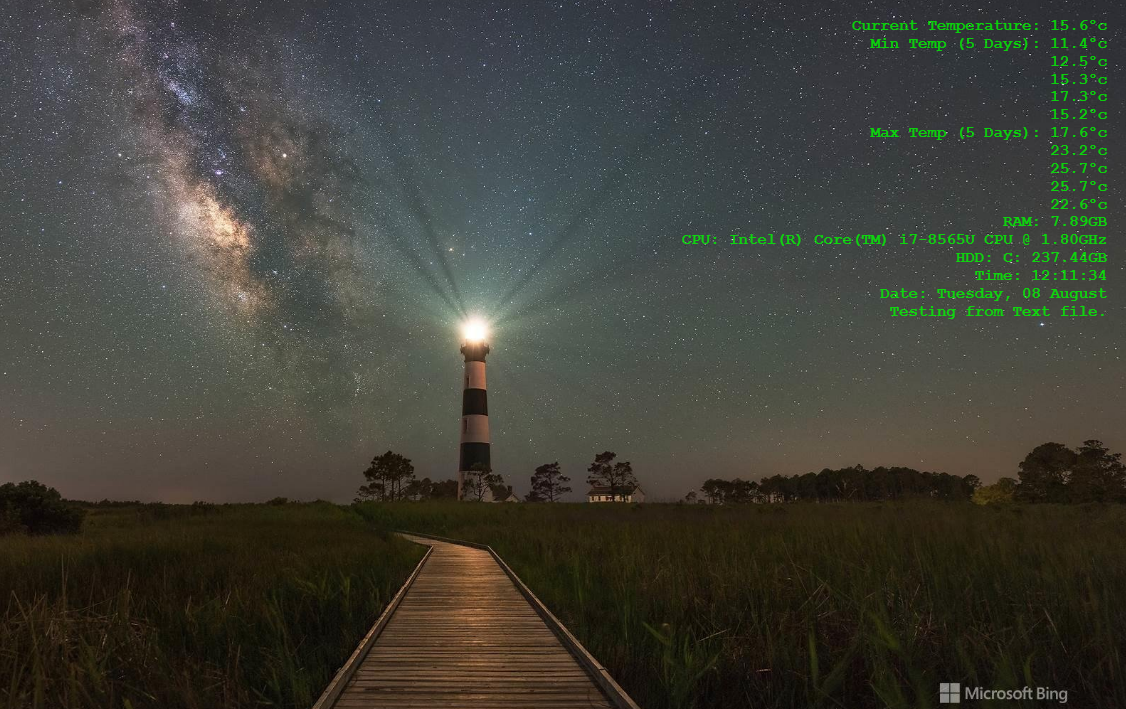 Current Temperature: 15.6°c
Min Temp (5 Days): 11.4°c
12.5°c
15.3°c
17.3°c
15.2°c
Max Temp (5 Days): 17.6°c
23.2°c
25.7°c
25.7°c
22.6°c
RAM: 7.89GB
CPU: Intel(R) Core(TM) i7-8565U CPU @ 1.80GHz
HDD: C: 237.44GB
Time: 12:11:34
Date: Tuesday, 08 August
Testing from Text file.
Microsoft Bing